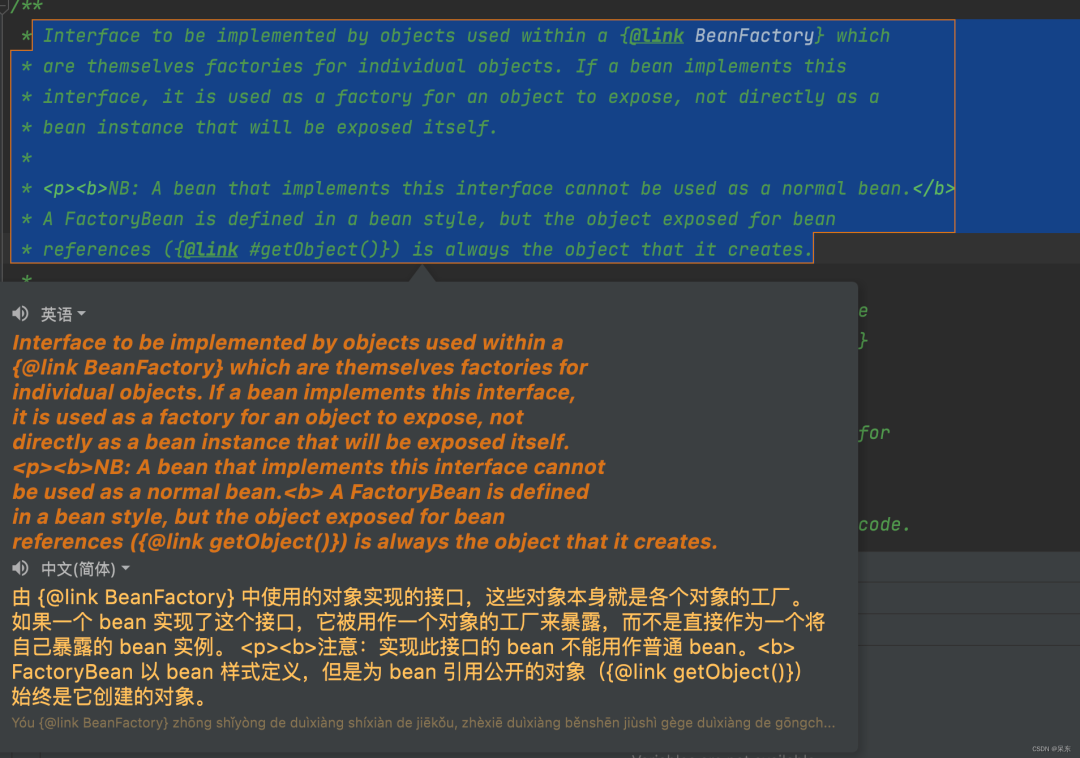 /**
* Interface to be implemented by objects used within a {@link BeanFactory} which
* are themselves factories for individual objects. If a bean implements this
* interface, it is used as a factory for an object to expose, not directly as a
* bean instance that will be exposed itself.
*
* <p><b>NB: A bean that implements this interface cannot be used as a normal bean.</b>
* A FactoryBean is defined in a bean style, but the object exposed for bean
* references ({@link #getObject()}) is always the object that it creates.
*
e
}
for
code.
英语
Interface to be implemented by objects used within a
{@link BeanFactory} which are themselves factories for
individual objects. If a bean implements this interface,
it is used as a factory for an object to expose, not
directly as a bean instance that will be exposed itself.
<p><b>NB: A bean that implements this interface cannot
be used as a normal bean.<b> A FactoryBean is defined
in a bean style, but the object exposed for bean
references ({@link getObject()}) is always the object that it creates.
中文(简体)
由 {@link BeanFactory} 中使用的对象实现的接口，这些对象本身就是各个对象的工厂。
如果一个 bean 实现了这个接口，它被用作一个对象的工厂来暴露，而不是直接作为一个将
自己暴露的 bean 实例。 <p><b>注意：实现此接口的 bean 不能用作普通 bean。<b>
FactoryBean 以 bean 样式定义，但是为 bean 引用公开的对象（{@link getObject()}）
始终是它创建的对象。
Yóu {@link BeanFactory} zhōng shǐyòng de duìxiàng shíxiàn de jiēkǒu, zhèxiē duìxiàng běnshēn jiùshì gège duìxiàng de gōngch...
CSDN @呆东